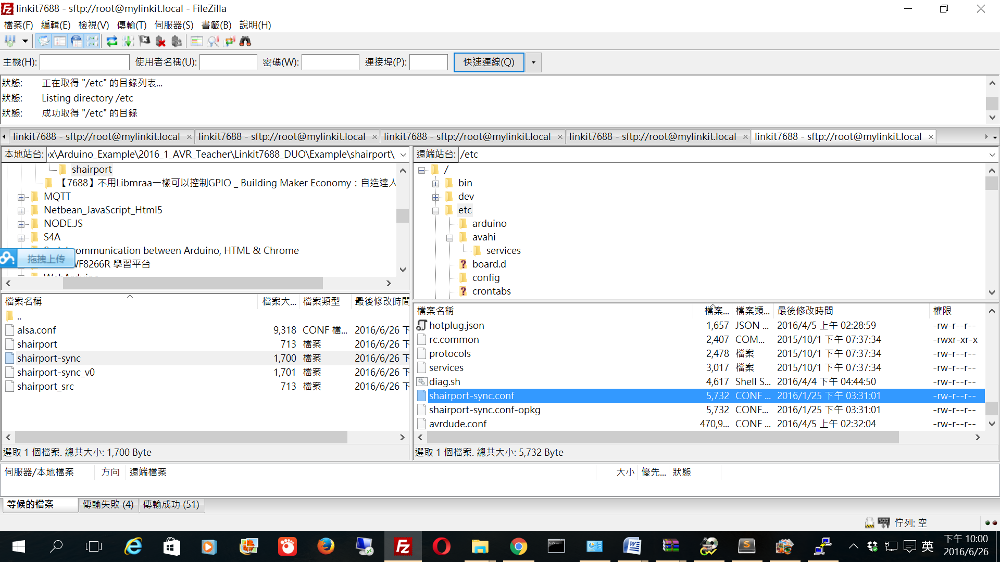 linkit7688 - sftp://root@mylinkit.local - FileZilla
檔案(F) 編輯(E) 檢視(V) 傳輸(T) 伺服器(S) 書籤(B) 說明(H)
主機(H): 使用者名稱(U): 密碼(W): 連接埠(P): 快速連線(Q)
狀態: 正在取得 "/etc" 的目錄列表...
狀態: Listing directory /etc
狀態: 成功取得 "/etc" 的目錄
linkit7688 - sftp://root@mylinkit.local × linkit7688 - sftp://root@mylinkit.local × linkit7688 - sftp://root@mylinkit.local × linkit7688 - sftp://root@mylinkit.local × linkit7688 - sftp://root@mylinkit.local ×
本地站台: x\Arduino_Example\2016_1_AVR_Teacher\Linkit7688_DUO\Example\shairport\
shairport
【7688】不用Libmraa一樣可以控制GPIO _ Building Maker Economy：自造達人
MQTT
Netbean_JavaScript_Html5
NODEJS
S4A
communication between Arduino, HTML & Chrome
拖拽上传
WF8266R 學習平台
檔案名稱 檔案大... 檔案類型 最後修改時間
..
alsa.conf 9,318 CONF 檔... 2016/6/26 下
shairport 713 檔案 2016/6/26 下
shairport-sync 1,700 檔案 2016/6/26 下
shairport-sync_v0 1,701 檔案 2016/6/26 下
shairport_src 713 檔案 2016/6/26 下
選取 1 個檔案. 總共大小: 1,700 Byte
遠端站台: /etc
/
bin
dev
etc
arduino
avahi
services
board.d
config
crontabs
檔案名稱 檔案... 檔案類... 最後修改時間 權限
hotplug.json 1,657 JSON ... 2016/4/5 上午 02:28:59 -rw-r--r--
rc.common 2,407 COM... 2015/10/1 下午 07:37:34 -rwxr-xr-x
protocols 2,478 檔案 2015/10/1 下午 07:37:34 -rw-r--r--
services 3,017 檔案 2015/10/1 下午 07:37:34 -rw-r--r--
diag.sh 4,617 Shell S... 2016/4/4 下午 04:44:50 -rw-r--r--
shairport-sync.conf 5,732 CONF ... 2016/1/25 下午 03:31:01 -rw-r--r--
shairport-sync.conf-opkg 5,732 CONF... 2016/1/25 下午 03:31:01 -rw-r--r--
avrdude.conf 470,9... CONF ... 2016/4/5 上午 02:32:04 -rw-r--r--
選取 1 個檔案. 總共大小: 5,732 Byte
伺服器/本地檔案 方向 遠端檔案 大小 優先... 狀態
等候的檔案 傳輸失敗 (4) 傳輸成功 (51)
佇列: 空
英 下午 10:00
2016/6/26